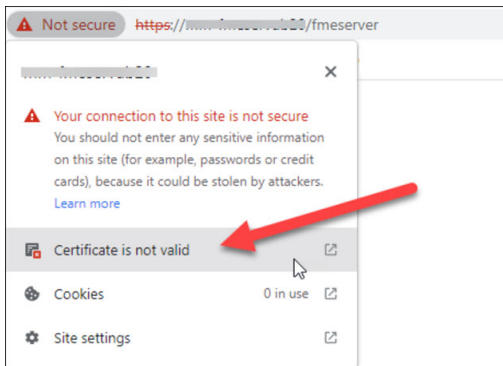 Not secure https:// /fmeserver
Your connection to this site is not secure
You should not enter any sensitive information
on this site (for example, passwords or credit
cards), because it could be stolen by attackers.
Learn more
Certificate is not valid
Cookies 0 in use
Site settings